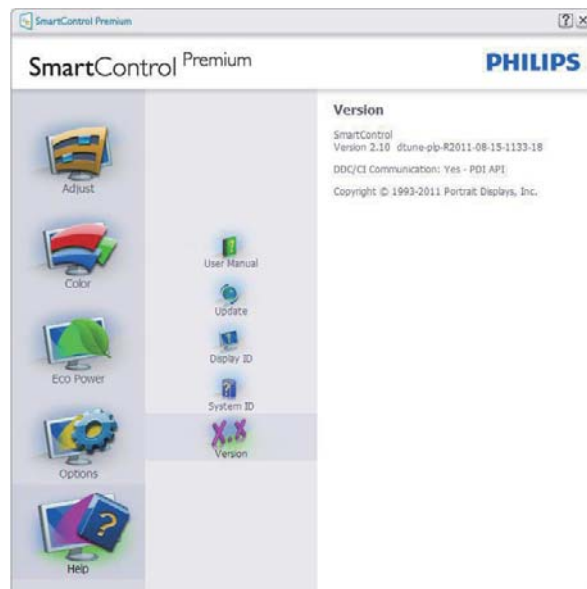 SmartControl Premium
SmartControl Premium
PHILIPS
Adjust
Color
Eco Power
Options
Help
User Manual
Update
Display ID
System ID
Version
Version
SmartControl
Version 2.10 dtune-plp-R2011-08-15-1133-18
DDC/CI Communication: Yes - PDI API
Copyright © 1993-2011 Portrait Displays, Inc.